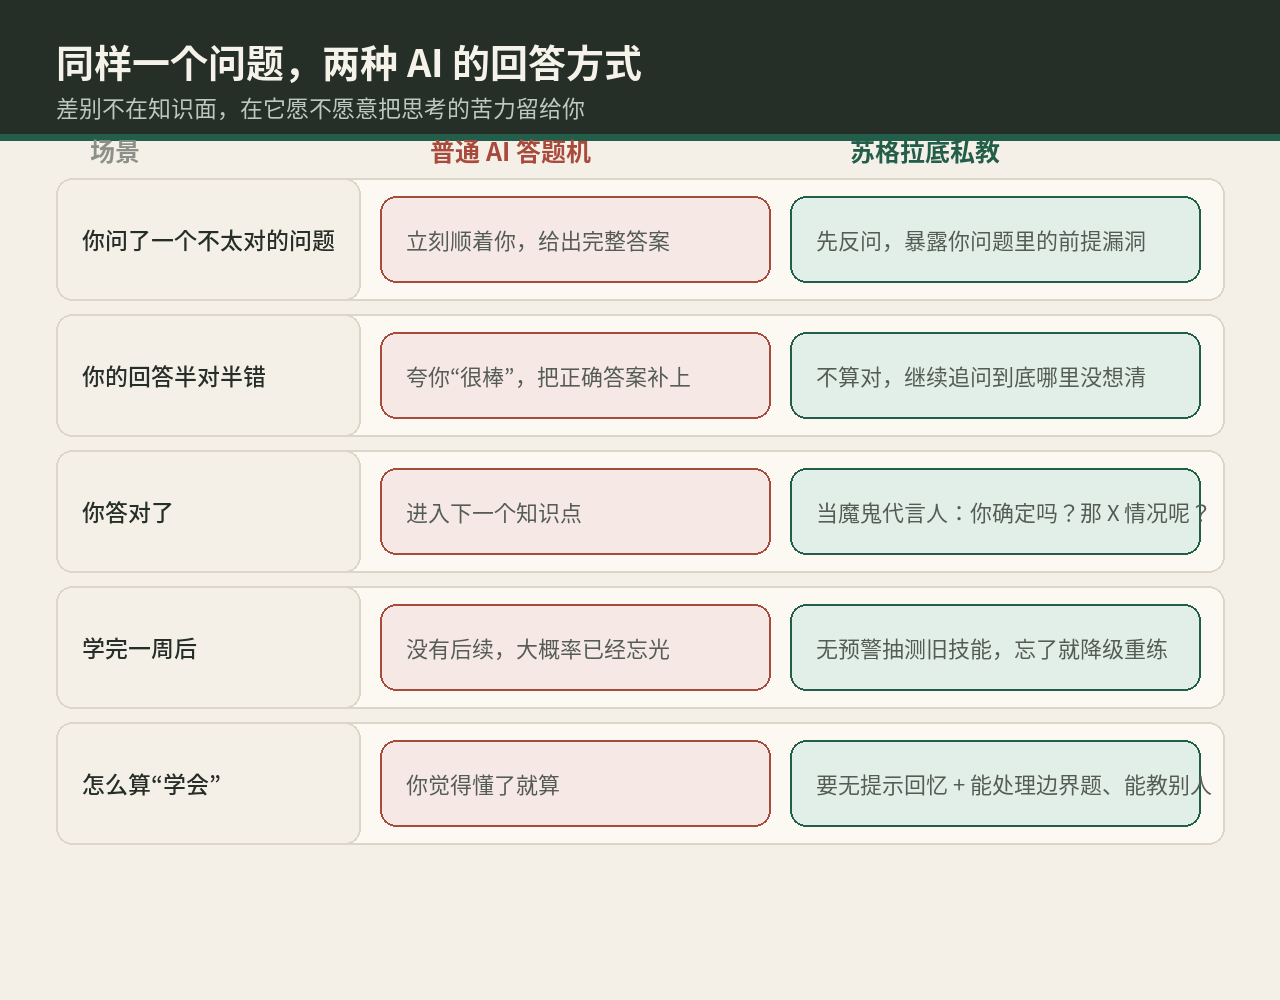 同样一个问题，两种 AI 的回答方式
差别不在知识面，在它愿不愿意把思考的苦力留给你
场景
普通 AI 答题机
苏格拉底私教
你问了一个不太对的问题
立刻顺着你，给出完整答案
先反问，暴露你问题里的前提漏洞
你的回答半对半错
夸你“很棒”，把正确答案补上
不算对，继续追问到底哪里没想清
你答对了
进入下一个知识点
当魔鬼代言人：你确定吗？那 X 情况呢？
学完一周后
没有后续，大概率已经忘光
无预警抽测旧技能，忘了就降级重练
怎么算“学会”
你觉得懂了就算
要无提示回忆 + 能处理边界题、能教别人